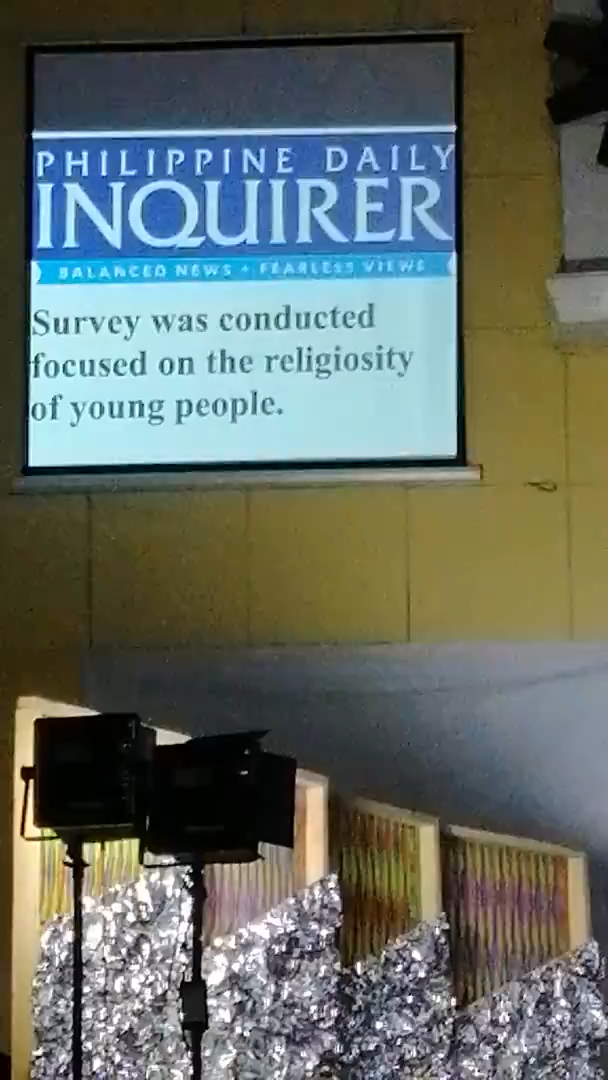 PHILIPPINE DAILY
INQUIRER
BALANCED NEWS • FEARLESS VIEWS
Survey was conducted
focused on the religiosity
of young people.